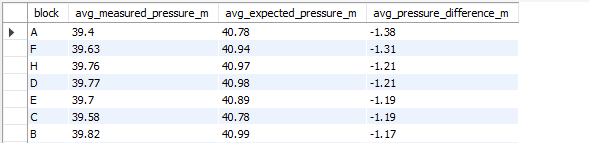 block avg_measured_pressure_m avg_expected_pressure_m avg_pressure_difference_m
A 39.4 40.78 -1.38
F 39.63 40.94 -1.31
H 39.76 40.97 -1.21
D 39.77 40.98 -1.21
E 39.7 40.89 -1.19
C 39.58 40.78 -1.19
B 39.82 40.99 -1.17